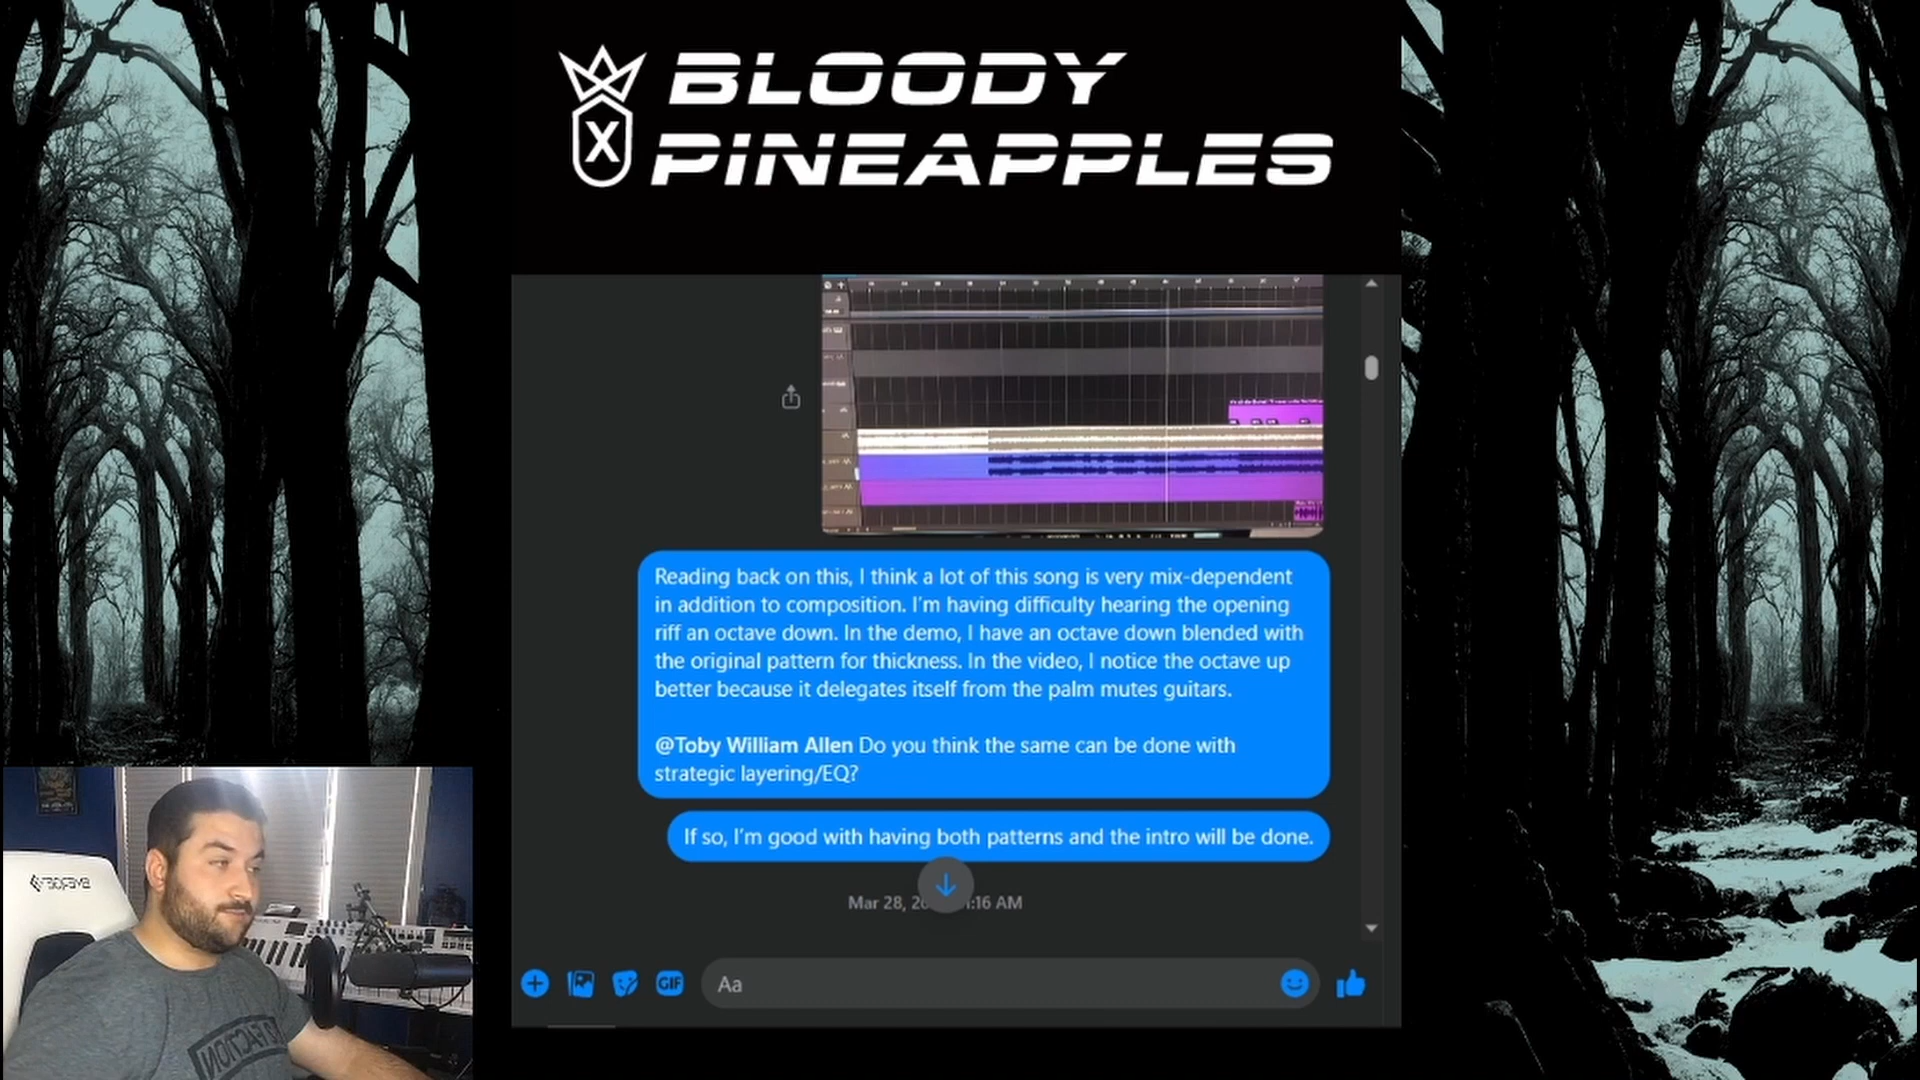 BLOODY
X PINEAPPLES
Reading back on this, I think a lot of this song is very mix-dependent
in addition to composition. I'm having difficulty hearing the opening
riff an octave down. In the demo, I have an octave down blended with
the original pattern for thickness. In the video, I notice the octave up
better because it delegates itself from the palm mutes guitars.
@Toby William Allen Do you think the same can be done with
strategic layering/EQ?
If so, I'm good with having both patterns and the intro will be done.
Mar 28, 16 AM
GIF
Aa